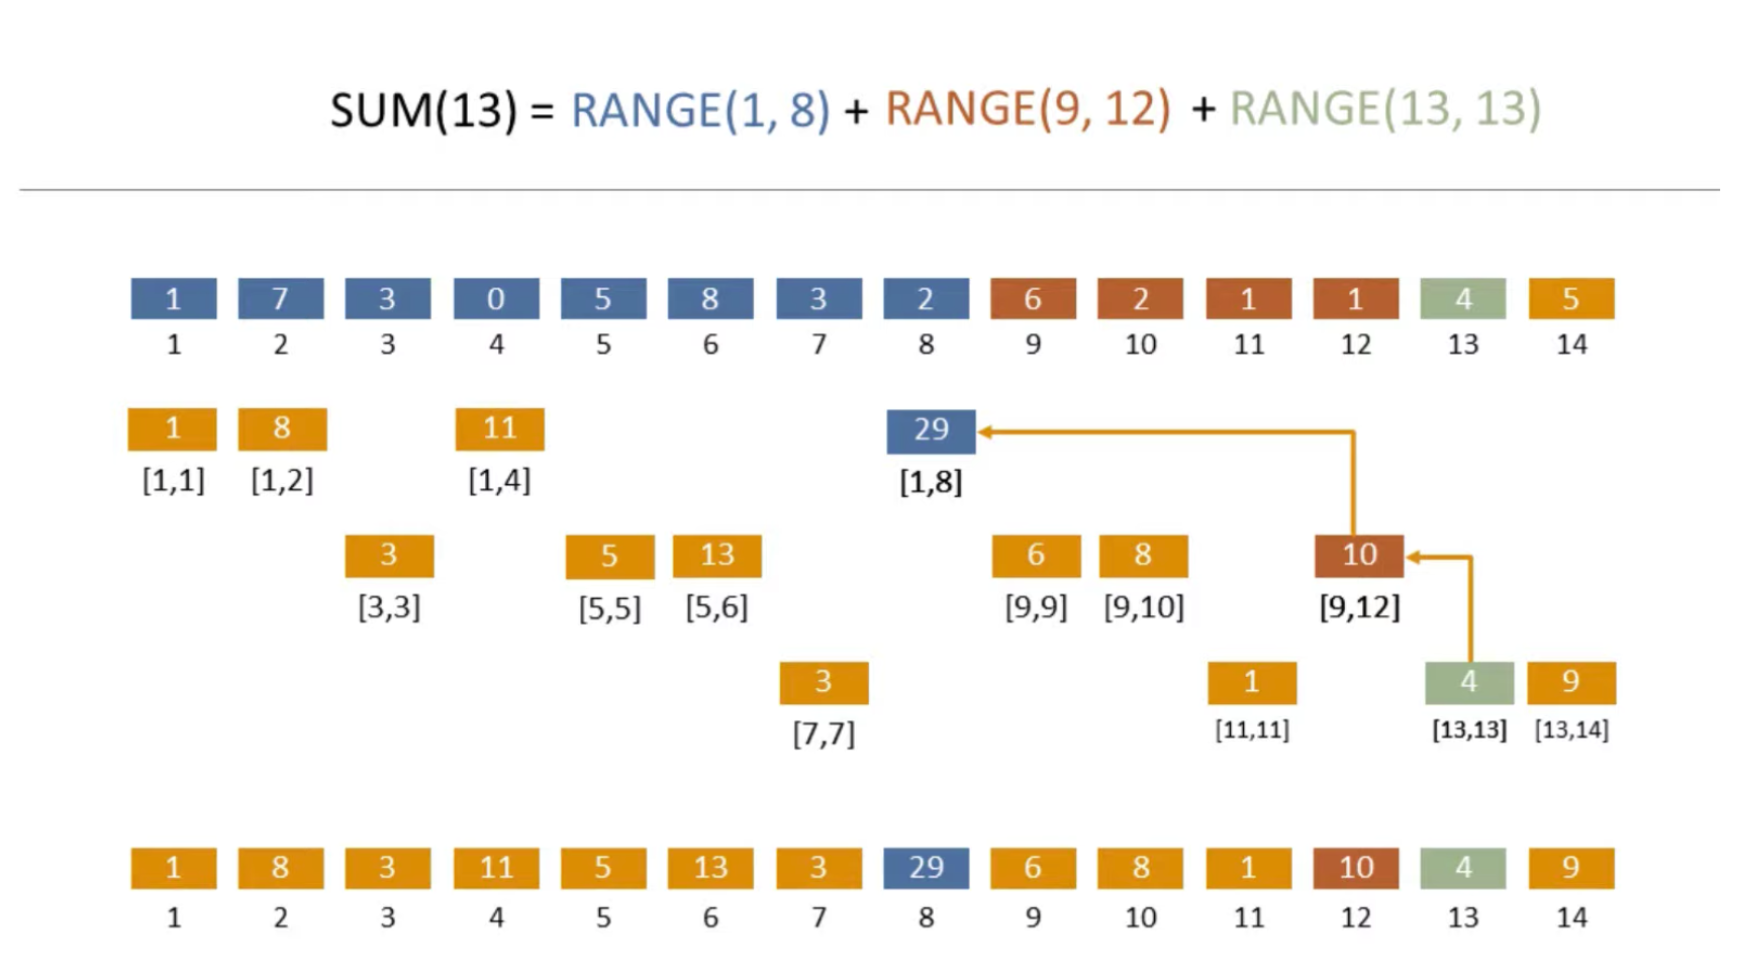 SUM(13) = RANGE(1, 8) + RANGE(9, 12) + RANGE(13, 13)
1 7 3 0 5 8 3 2 6 2 1 1 4 5
1 2 3 4 5 6 7 8 9 10 11 12 13 14
1 8 11 29
[1,1] [1,2] [1,4] [1,8]
3 5 13 6 8 10
[3,3] [5,5] [5,6] [9,9] [9,10] [9,12]
3 1 4 9
[7,7] [11,11] [13,13] [13,14]
1 8 3 11 5 13 3 29 6 8 1 10 4 9
1 2 3 4 5 6 7 8 9 10 11 12 13 14